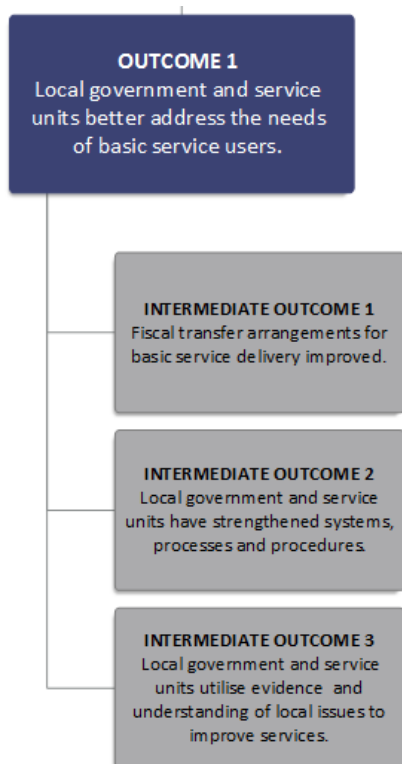 OUTCOME 1
Local government and service
units better address the needs
of basic service users.
INTERMEDIATE OUTCOME 1
Fiscal transfer arrangements for
basic service delivery improved.
INTERMEDIATE OUTCOME 2
Local government and service
units have strengthened systems,
processes and procedures.
INTERMEDIATE OUTCOME 3
Local government and service
units utilise evidence and
understanding of local issues to
improve services.